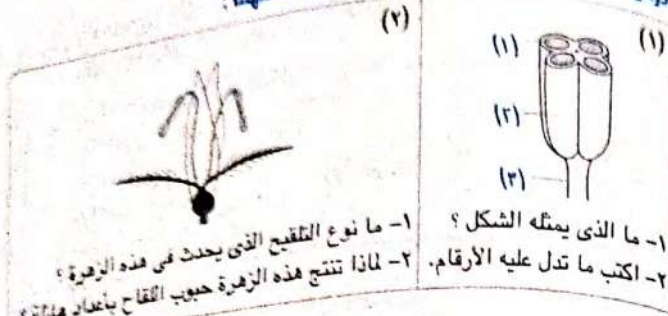 (١)
(١)
(٢)
(٣)
١- ما الذى يمثله الشكل ؟
٢- اكتب ما تدل عليه الأرقام.
(٢)
١- ما نوع التلقيح الذى يحدث فى هذه الزهرة ؟
٢- لماذا تنتج هذه الزهرة حبوب اللقاح بأعداد هائلة ؟